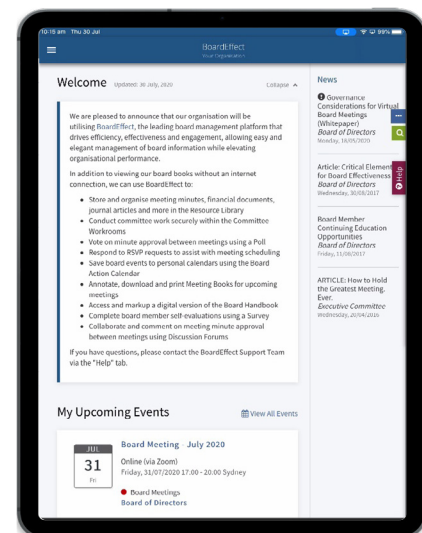 10:15 am Thu 30 Jul
99%
BoardEffect
Your Organisation
Welcome Updated: 30 July, 2020 Collapse
We are pleased to announce that our organisation will be
utilising BoardEffect, the leading board management platform that
drives efficiency, effectiveness and engagement, allowing easy and
elegant management of board information while elevating
organisational performance.
In addition to viewing our board books without an internet
connection, we can use BoardEffect to:
• Store and organise meeting minutes, financial documents,
journal articles and more in the Resource Library
• Conduct committee work securely within the Committee
Workrooms
• Vote on minute approval between meetings using a Poll
• Respond to RSVP requests to assist with meeting scheduling
• Save board events to personal calendars using the Board
Action Calendar
• Annotate, download and print Meeting Books for upcoming
meetings
• Access and markup a digital version of the Board Handbook
• Complete board member self-evaluations using a Survey
• Collaborate and comment on meeting minute approval
between meetings using Discussion Forums
If you have questions, please contact the BoardEffect Support Team
via the "Help" tab.
My Upcoming Events View All Events
JUL
31
Fri
Board Meeting - July 2020
Online (via Zoom)
Friday, 31/07/2020 17:00 - 20:00 Sydney
Board Meetings
Board of Directors
News
Governance
Considerations for Virtual
Board Meetings
(Whitepaper)
Board of Directors
Monday, 18/05/2020
Article: Critical Element
for Board Effectiveness
Board of Directors
Wednesday, 30/08/2017
Board Member
Continuing Education
Opportunities
Board of Directors
Friday, 11/08/2017
ARTICLE: How to Hold
the Greatest Meeting.
Ever.
Executive Committee
Wednesday, 20/04/2016
Help